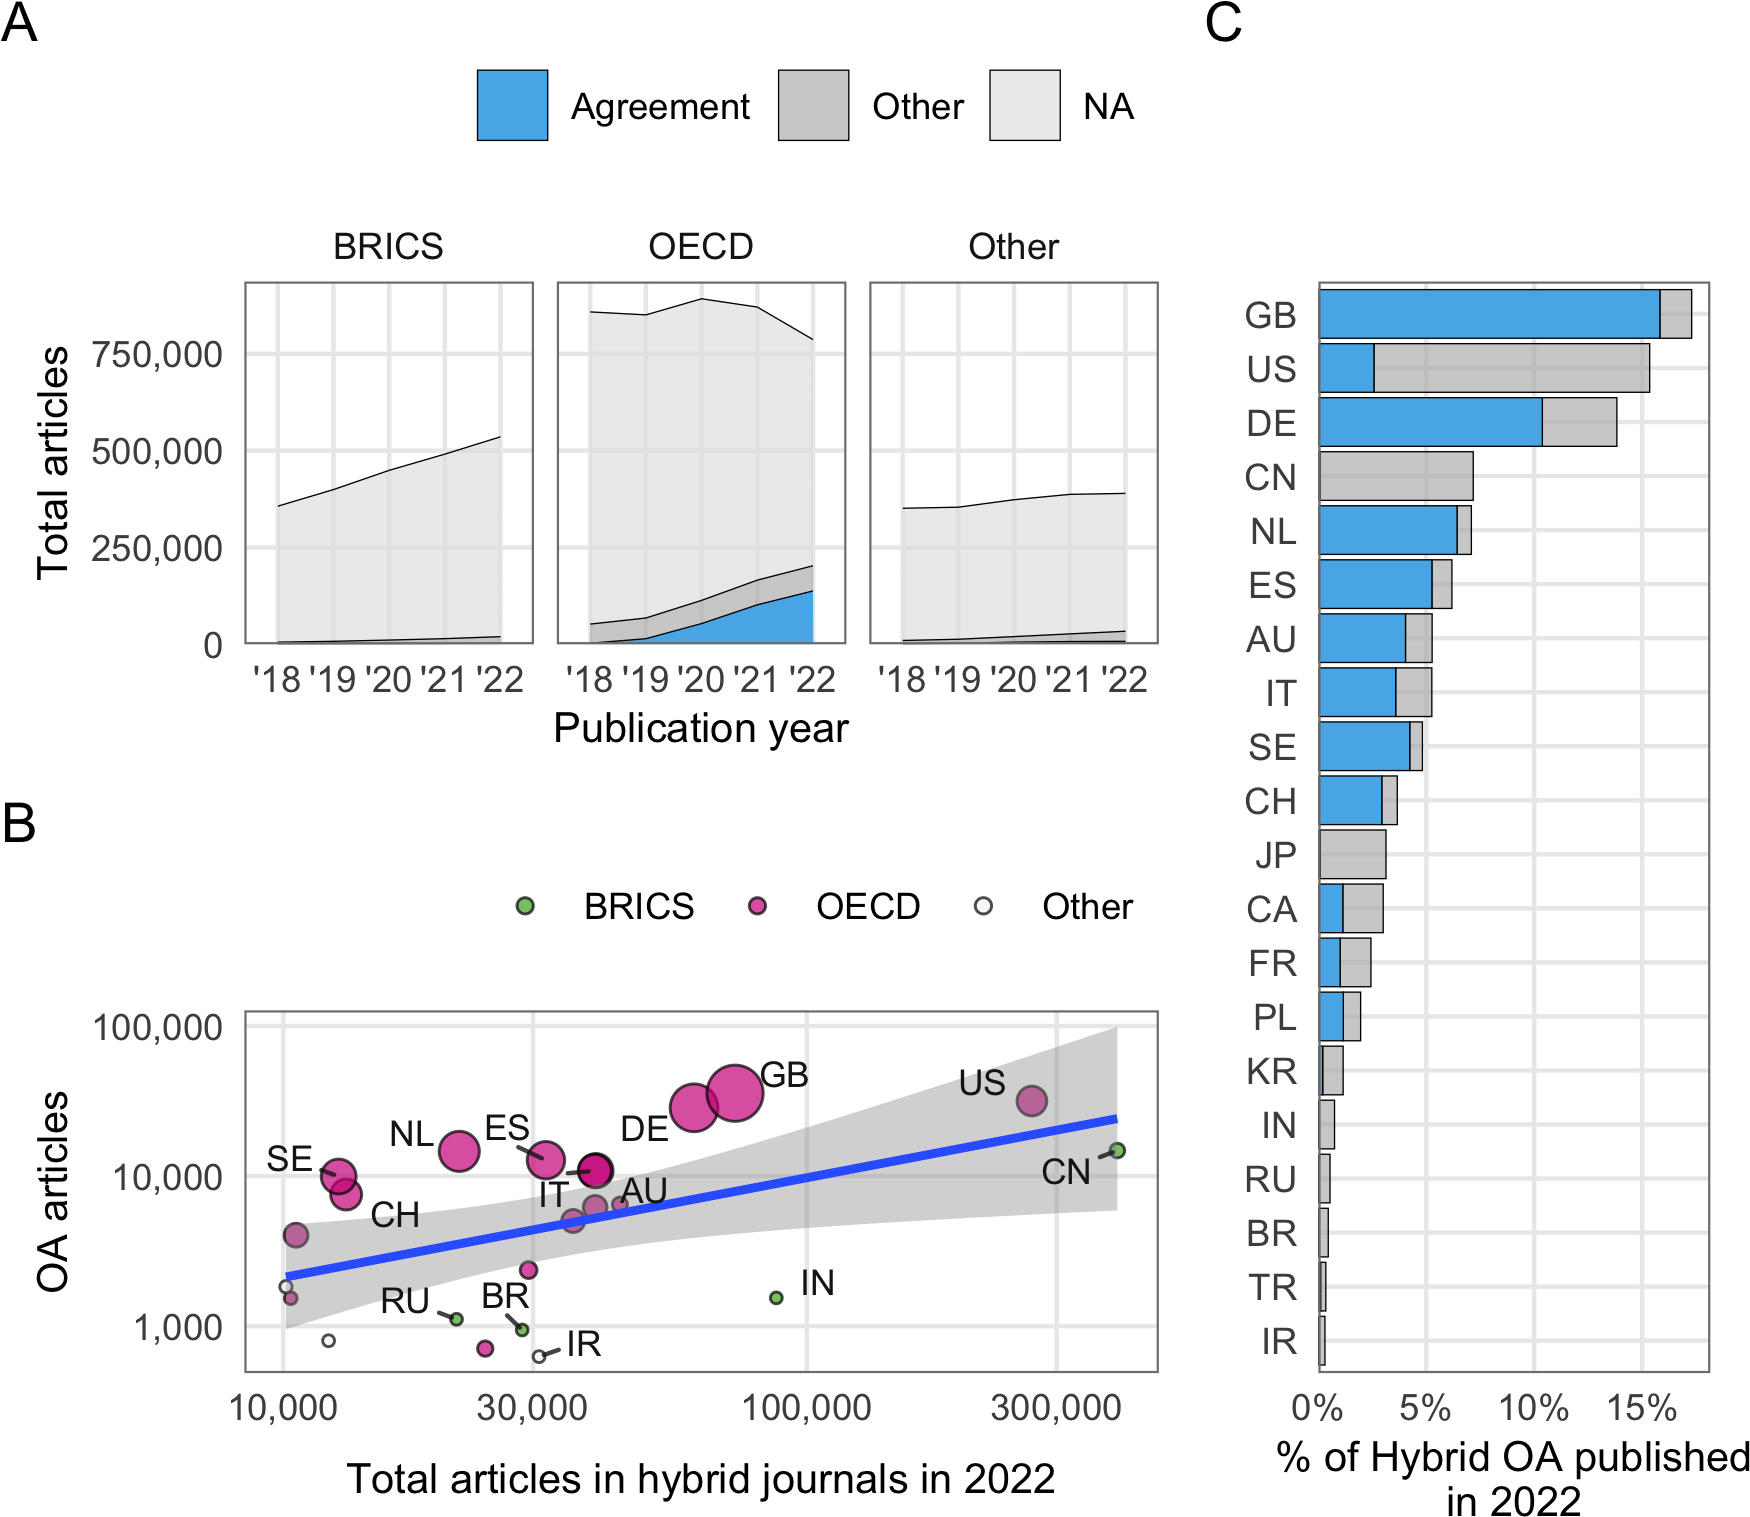 A
Agreement
Other
NA
BRICS
OECD
Other
Total articles
750,000
500,000
250,000
0
'18 '19 '20 '21 '22
'18 '19 '20 '21 '22
'18 '19 '20 '21 '22
Publication year
B
BRICS
OECD
Other
OA articles
100,000
10,000
1,000
GB
US
DE
ES
NL
SE
CN
IT
AU
CH
IN
BR
RU
IR
10,000
30,000
100,000
300,000
Total articles in hybrid journals in 2022
C
GB
US
DE
CN
NL
ES
AU
IT
SE
CH
JP
CA
FR
PL
KR
IN
RU
BR
TR
IR
0%
5%
10%
15%
% of Hybrid OA published
in 2022